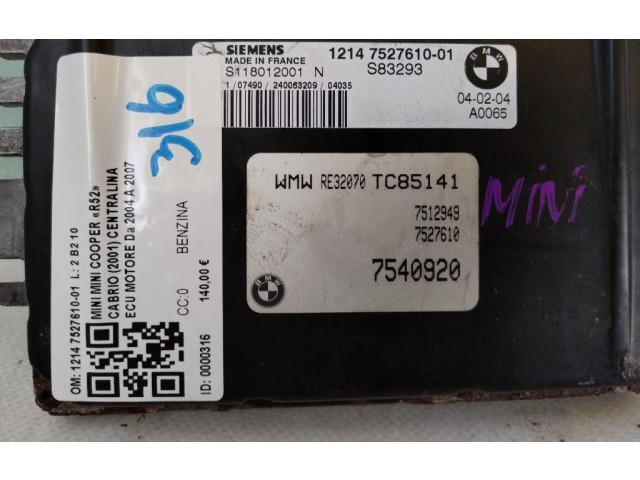 SIEMENS
MADE IN FRANCE
1214 7527610-01
S118012001 N
S83293
1/07490 / 240063209 / 04035
BMW
04-02-04
A0065
WMW RE32070 TC85141
7512949
7527610
7540920
BMW
MINI
316
OM: 1214 7527610-01 L: 2 B2 10
MINI MINI COOPER «R52»
CABRIO (2001) CENTRALINA
ECU MOTORE Da 2004 A 2007
CC:0 BENZINA
ID: 0000316 140,00 €